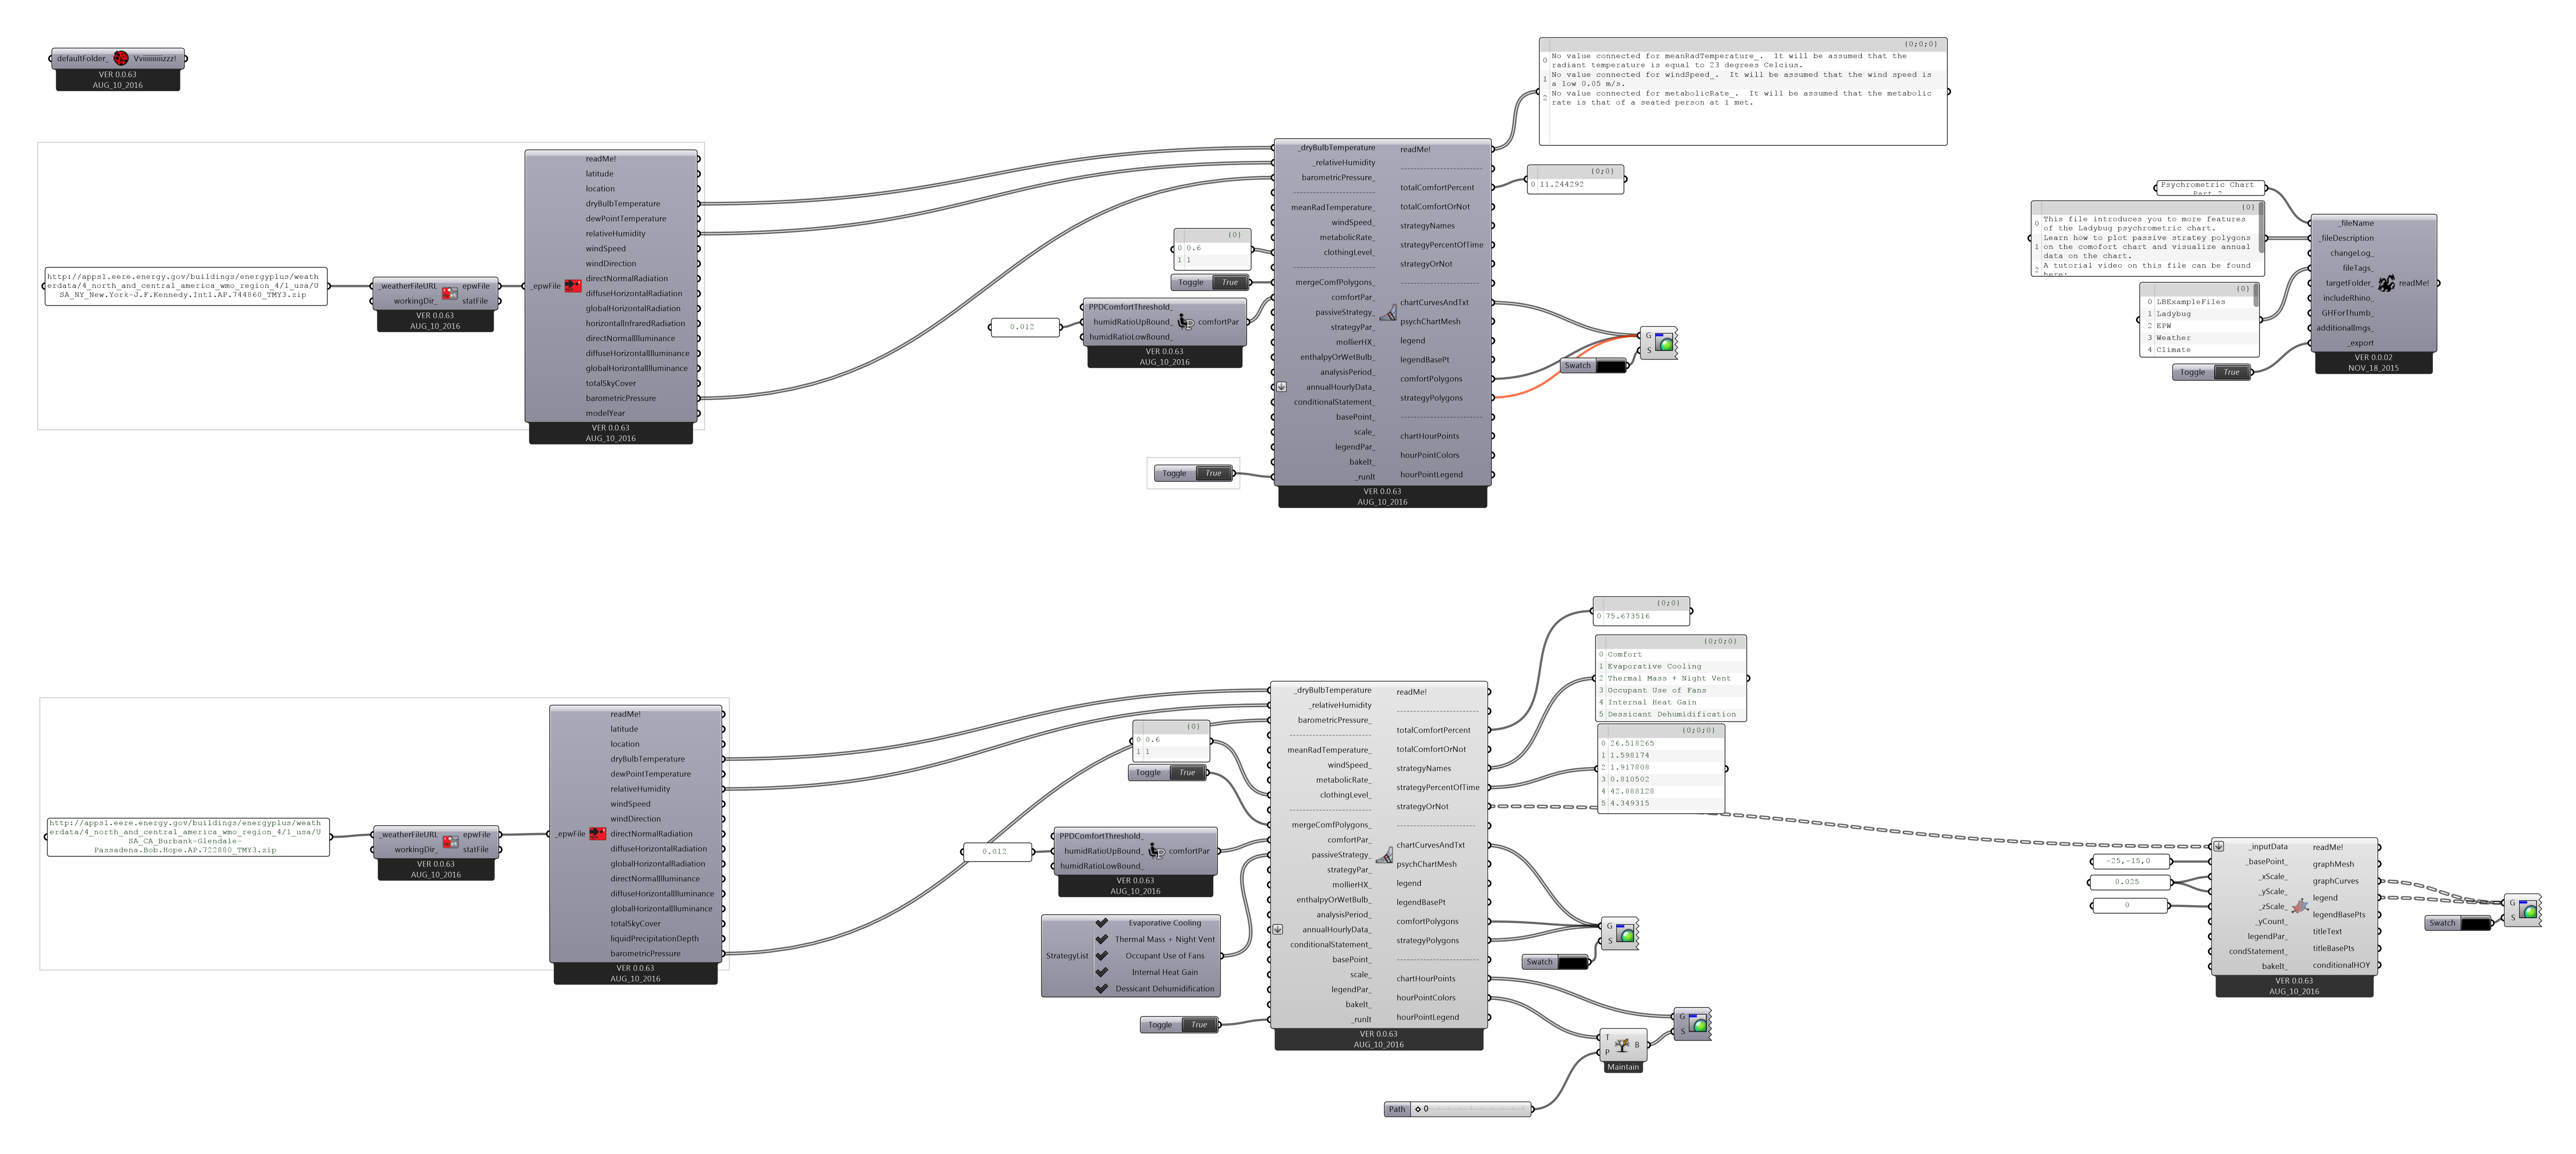 defaultFolder_ Vviiiiiiiiiizzz!
VER 0.0.63
AUG_10_2016
http://apps1.eere.energy.gov/buildings/energyplus/weath
erdata/4_north_and_central_america_wmo_region_4/1_usa/U
SA_NY_New.York-J.F.Kennedy.Intl.AP.744860_TMY3.zip
_weatherFileURL epwFile
workingDir_ statFile
VER 0.0.63
AUG_10_2016
_epwFile
readMe!
latitude
location
dryBulbTemperature
dewPointTemperature
relativeHumidity
windSpeed
windDirection
directNormalRadiation
diffuseHorizontalRadiation
globalHorizontalRadiation
horizontalInfraredRadiation
directNormalIlluminance
diffuseHorizontalIlluminance
globalHorizontalIlluminance
totalSkyCover
barometricPressure
modelYear
VER 0.0.63
AUG_10_2016
{0}
0 0.6
1 1
Toggle True
0.012
PPDComfortThreshold_
humidRatioUpBound_ comfortPar
humidRatioLowBound_
VER 0.0.63
AUG_10_2016
Toggle True
_dryBulbTemperature
_relativeHumidity
barometricPressure_
meanRadTemperature_
windSpeed_
metabolicRate_
clothingLevel_
mergeComfPolygons_
comfortPar_
passiveStrategy_
strategyPar_
mollierHX_
enthalpyOrWetBulb_
analysisPeriod_
annualHourlyData_
conditionalStatement_
basePoint_
scale_
legendPar_
bakeIt_
_runIt
readMe!
totalComfortPercent
totalComfortOrNot
strategyNames
strategyPercentOfTime
strategyOrNot
chartCurvesAndTxt
psychChartMesh
legend
legendBasePt
comfortPolygons
strategyPolygons
chartHourPoints
hourPointColors
hourPointLegend
VER 0.0.63
AUG_10_2016
{0;0;0}
0 No value connected for meanRadTemperature_.  It will be assumed that the
radiant temperature is equal to 23 degrees Celcius.
1 No value connected for windSpeed_.  It will be assumed that the wind speed is
a low 0.05 m/s.
2 No value connected for metabolicRate_.  It will be assumed that the metabolic
rate is that of a seated person at 1 met.
{0;0}
0 11.244292
Swatch
G
S
Psychrometric Chart
Part 2
{0}
0 This file introduces you to more features
of the Ladybug psychrometric chart.
1 Learn how to plot passive stratey polygons
on the comofort chart and visualize annual
data on the chart.
2 A tutorial video on this file can be found
here:
{0}
0 LBExampleFiles
1 Ladybug
2 EPW
3 Weather
4 Climate
Toggle True
_fileName
_fileDescription
changeLog_
fileTags_
targetFolder_ readMe!
includeRhino_
GHForThumb_
additionalImgs_
_export
VER 0.0.02
NOV_18_2015
http://apps1.eere.energy.gov/buildings/energyplus/weath
erdata/4_north_and_central_america_wmo_region_4/1_usa/U
SA_CA_Burbank-Glendale-
Passadena.Bob.Hope.AP.722880_TMY3.zip
_weatherFileURL epwFile
workingDir_ statFile
VER 0.0.63
AUG_10_2016
_epwFile
readMe!
latitude
location
dryBulbTemperature
dewPointTemperature
relativeHumidity
windSpeed
windDirection
directNormalRadiation
diffuseHorizontalRadiation
globalHorizontalRadiation
directNormalIlluminance
diffuseHorizontalIlluminance
globalHorizontalIlluminance
totalSkyCover
liquidPrecipitationDepth
barometricPressure
VER 0.0.63
AUG_10_2016
{0}
0 0.6
1 1
Toggle True
0.012
PPDComfortThreshold_
humidRatioUpBound_ comfortPar
humidRatioLowBound_
VER 0.0.63
AUG_10_2016
StrategyList
Evaporative Cooling
Thermal Mass + Night Vent
Occupant Use of Fans
Internal Heat Gain
Dessicant Dehumidification
Toggle True
_dryBulbTemperature
_relativeHumidity
barometricPressure_
meanRadTemperature_
windSpeed_
metabolicRate_
clothingLevel_
mergeComfPolygons_
comfortPar_
passiveStrategy_
strategyPar_
mollierHX_
enthalpyOrWetBulb_
analysisPeriod_
annualHourlyData_
conditionalStatement_
basePoint_
scale_
legendPar_
bakeIt_
_runIt
readMe!
totalComfortPercent
totalComfortOrNot
strategyNames
strategyPercentOfTime
strategyOrNot
chartCurvesAndTxt
psychChartMesh
legend
legendBasePt
comfortPolygons
strategyPolygons
chartHourPoints
hourPointColors
hourPointLegend
VER 0.0.63
AUG_10_2016
{0;0}
0 75.673516
{0;0;0}
0 Comfort
1 Evaporative Cooling
2 Thermal Mass + Night Vent
3 Occupant Use of Fans
4 Internal Heat Gain
5 Dessicant Dehumidification
{0;0;0}
0 26.518265
1 1.598174
2 1.917808
3 0.810502
4 42.888128
5 4.349315
Swatch
G
S
G
S
T
P
B
Maintain
Path 0
-25,-15,0
0.025
0
_inputData
_basePoint_
_xScale_
_yScale_
_zScale_
_yCount_
legendPar_
condStatement_
bakeIt_
readMe!
graphMesh
graphCurves
legend
legendBasePts
titleText
titleBasePts
conditionalHOY
VER 0.0.63
AUG_10_2016
Swatch
G
S